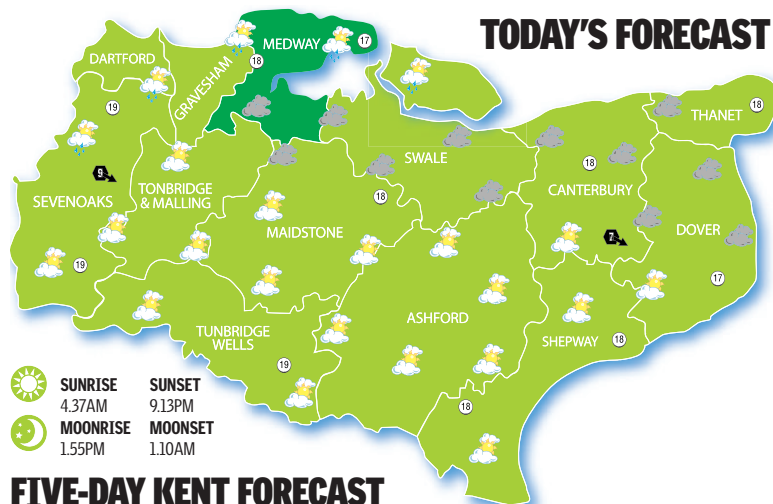 TODAY'S FORECAST
MEDWAY
17
18
DARTFORD
GRAVESHAM
19
18
THANET
9
SWALE
18
SEVENOAKS
TONBRIDGE
& MALLING
18
CANTERBURY
MAIDSTONE
7
DOVER
19
17
ASHFORD
TUNBRIDGE
WELLS
SHEPWAY
18
19
18
SUNRISE SUNSET
4.37AM 9.13PM
MOONRISE MOONSET
1.55PM 1.10AM
FIVE-DAY KENT FORECAST